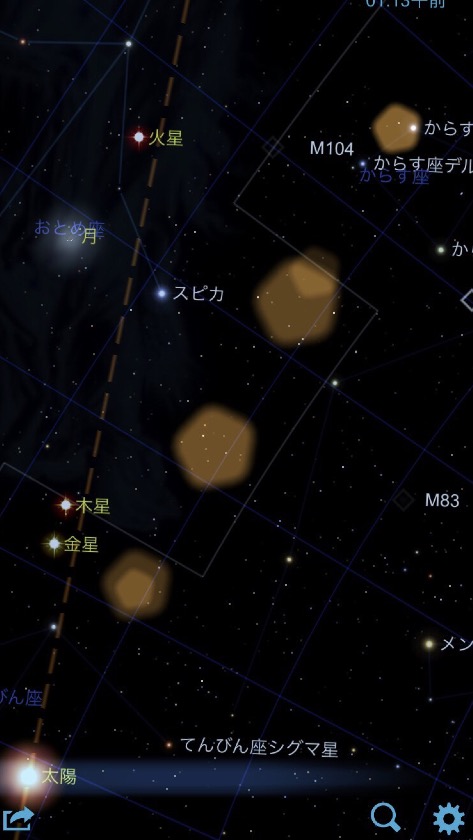 01:13午前
からす
M104
からす座デル
からす座
火星
おとめ座
月
か
スピカ
M83
木星
金星
メン
びん座
てんびん座シグマ星
太陽